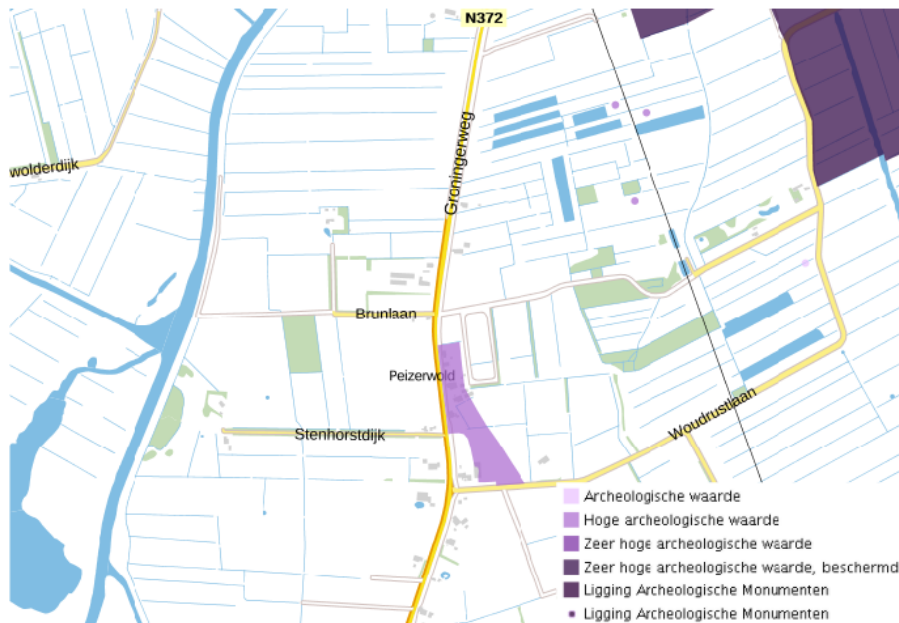 N372
Groningerweg
wolderdijk
Brunlaan
Peizerwold
Woudrustlaan
Stenhorstdijk
Archeologische waarde
Hoge archeologische waarde
Zeer hoge archeologische waarde
Zeer hoge archeologische waarde, beschermd
Ligging Archeologische Monumenten
Ligging Archeologische Monumenten